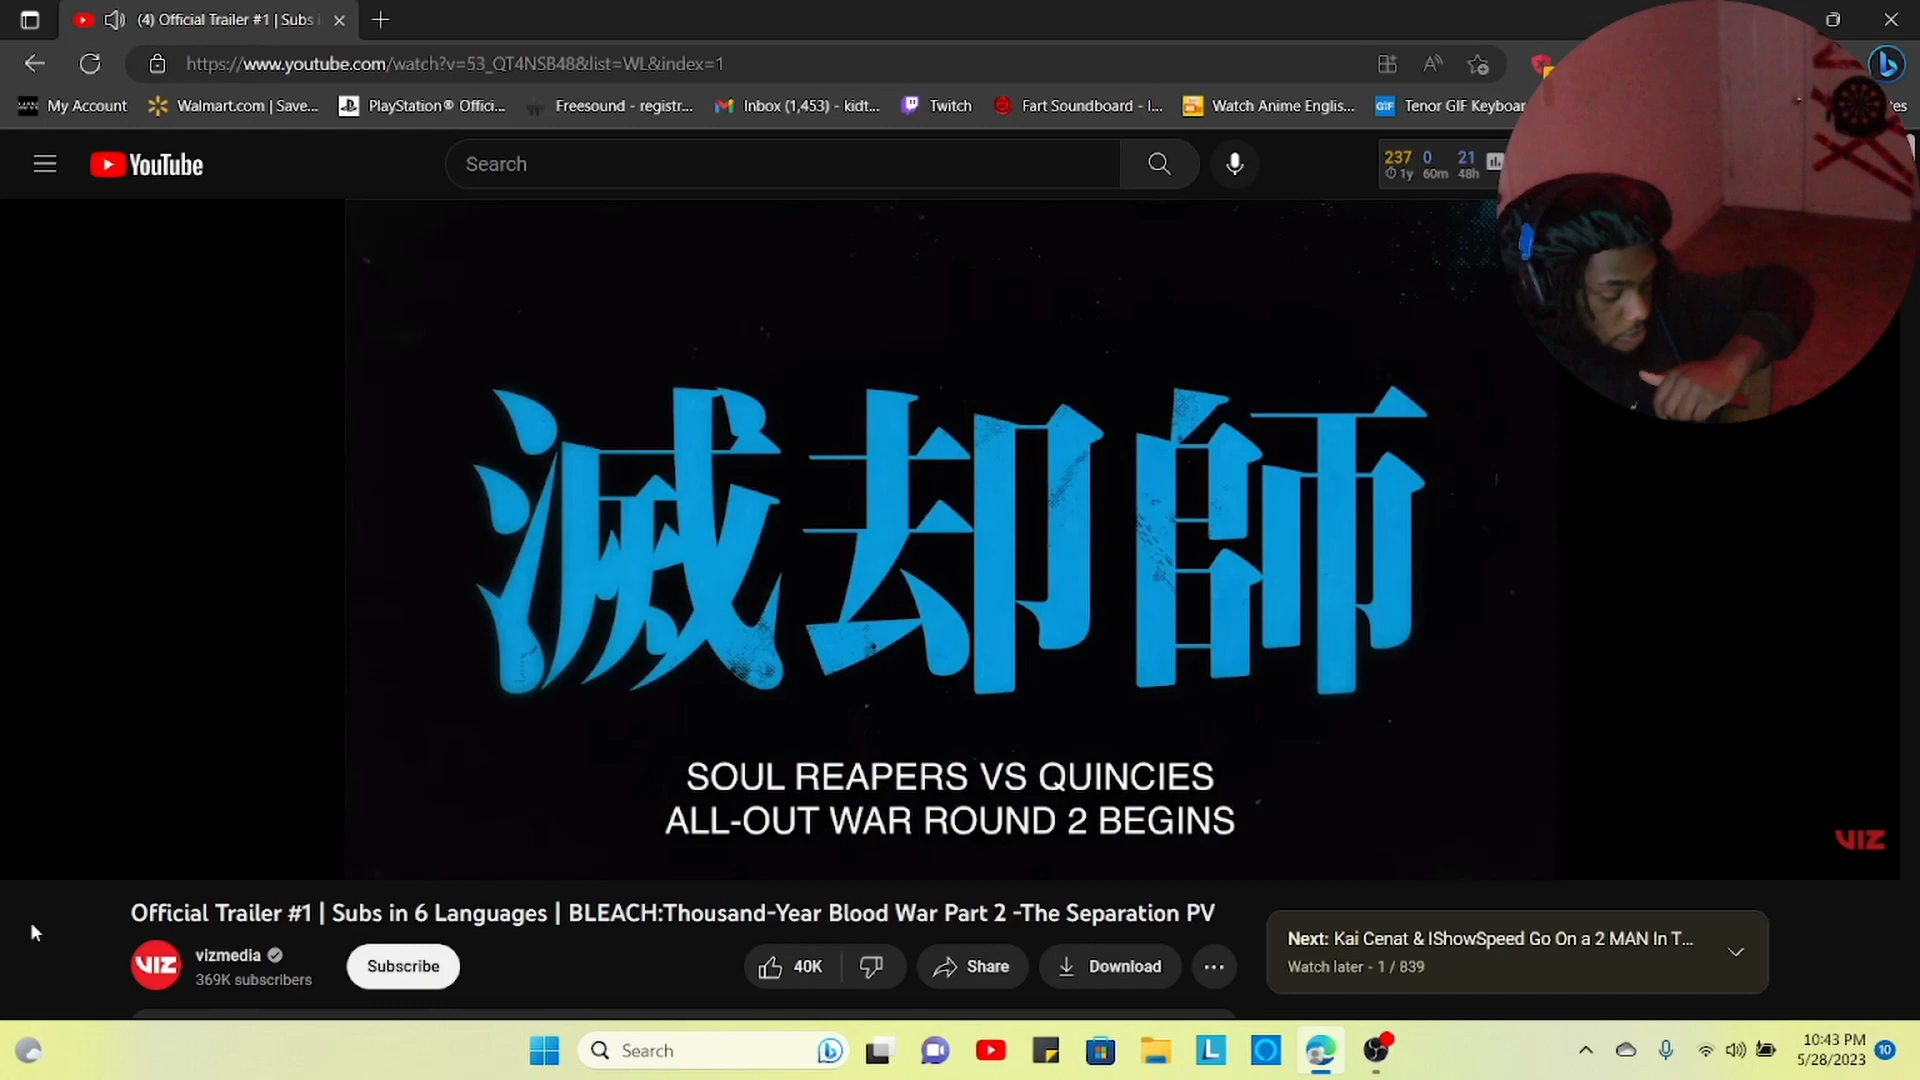 (4) Official Trailer #1 | Subs
https://www.youtube.com/watch?v=53_QT4NSB48&list=WL&index=1
My Account
Walmart.com | Save...
PlayStation® Offici...
Freesound - registr...
Inbox (1,453) - kidt...
Twitch
Fart Soundboard - I...
Watch Anime Englis...
GIF
Tenor GIF Keyboar
YouTube
Search
237 0 21
1y 60m 48h
滅却師
SOUL REAPERS VS QUINCIES
ALL-OUT WAR ROUND 2 BEGINS
VIZ
Official Trailer #1 | Subs in 6 Languages | BLEACH:Thousand-Year Blood War Part 2 -The Separation PV
VIZ
vizmedia
369K subscribers
Subscribe
40K
Share
Download
Next: Kai Cenat & IShowSpeed Go On a 2 MAN In T...
Watch later - 1 / 839
Search
L
10:43 PM
5/28/2023
10